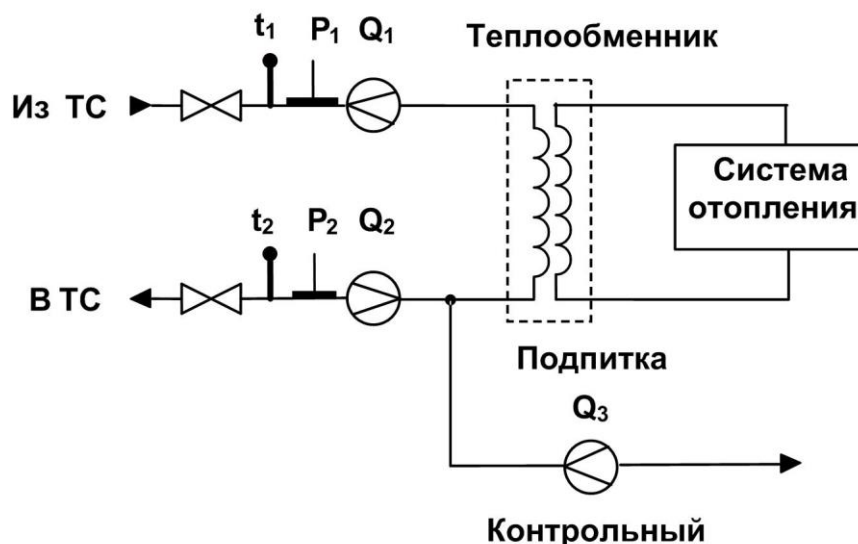 t₁ P₁ Q₁ Теплообменник
Из ТС
Система
отопления
t₂ P₂ Q₂
В ТС
Подпитка
Q₃
Контрольный